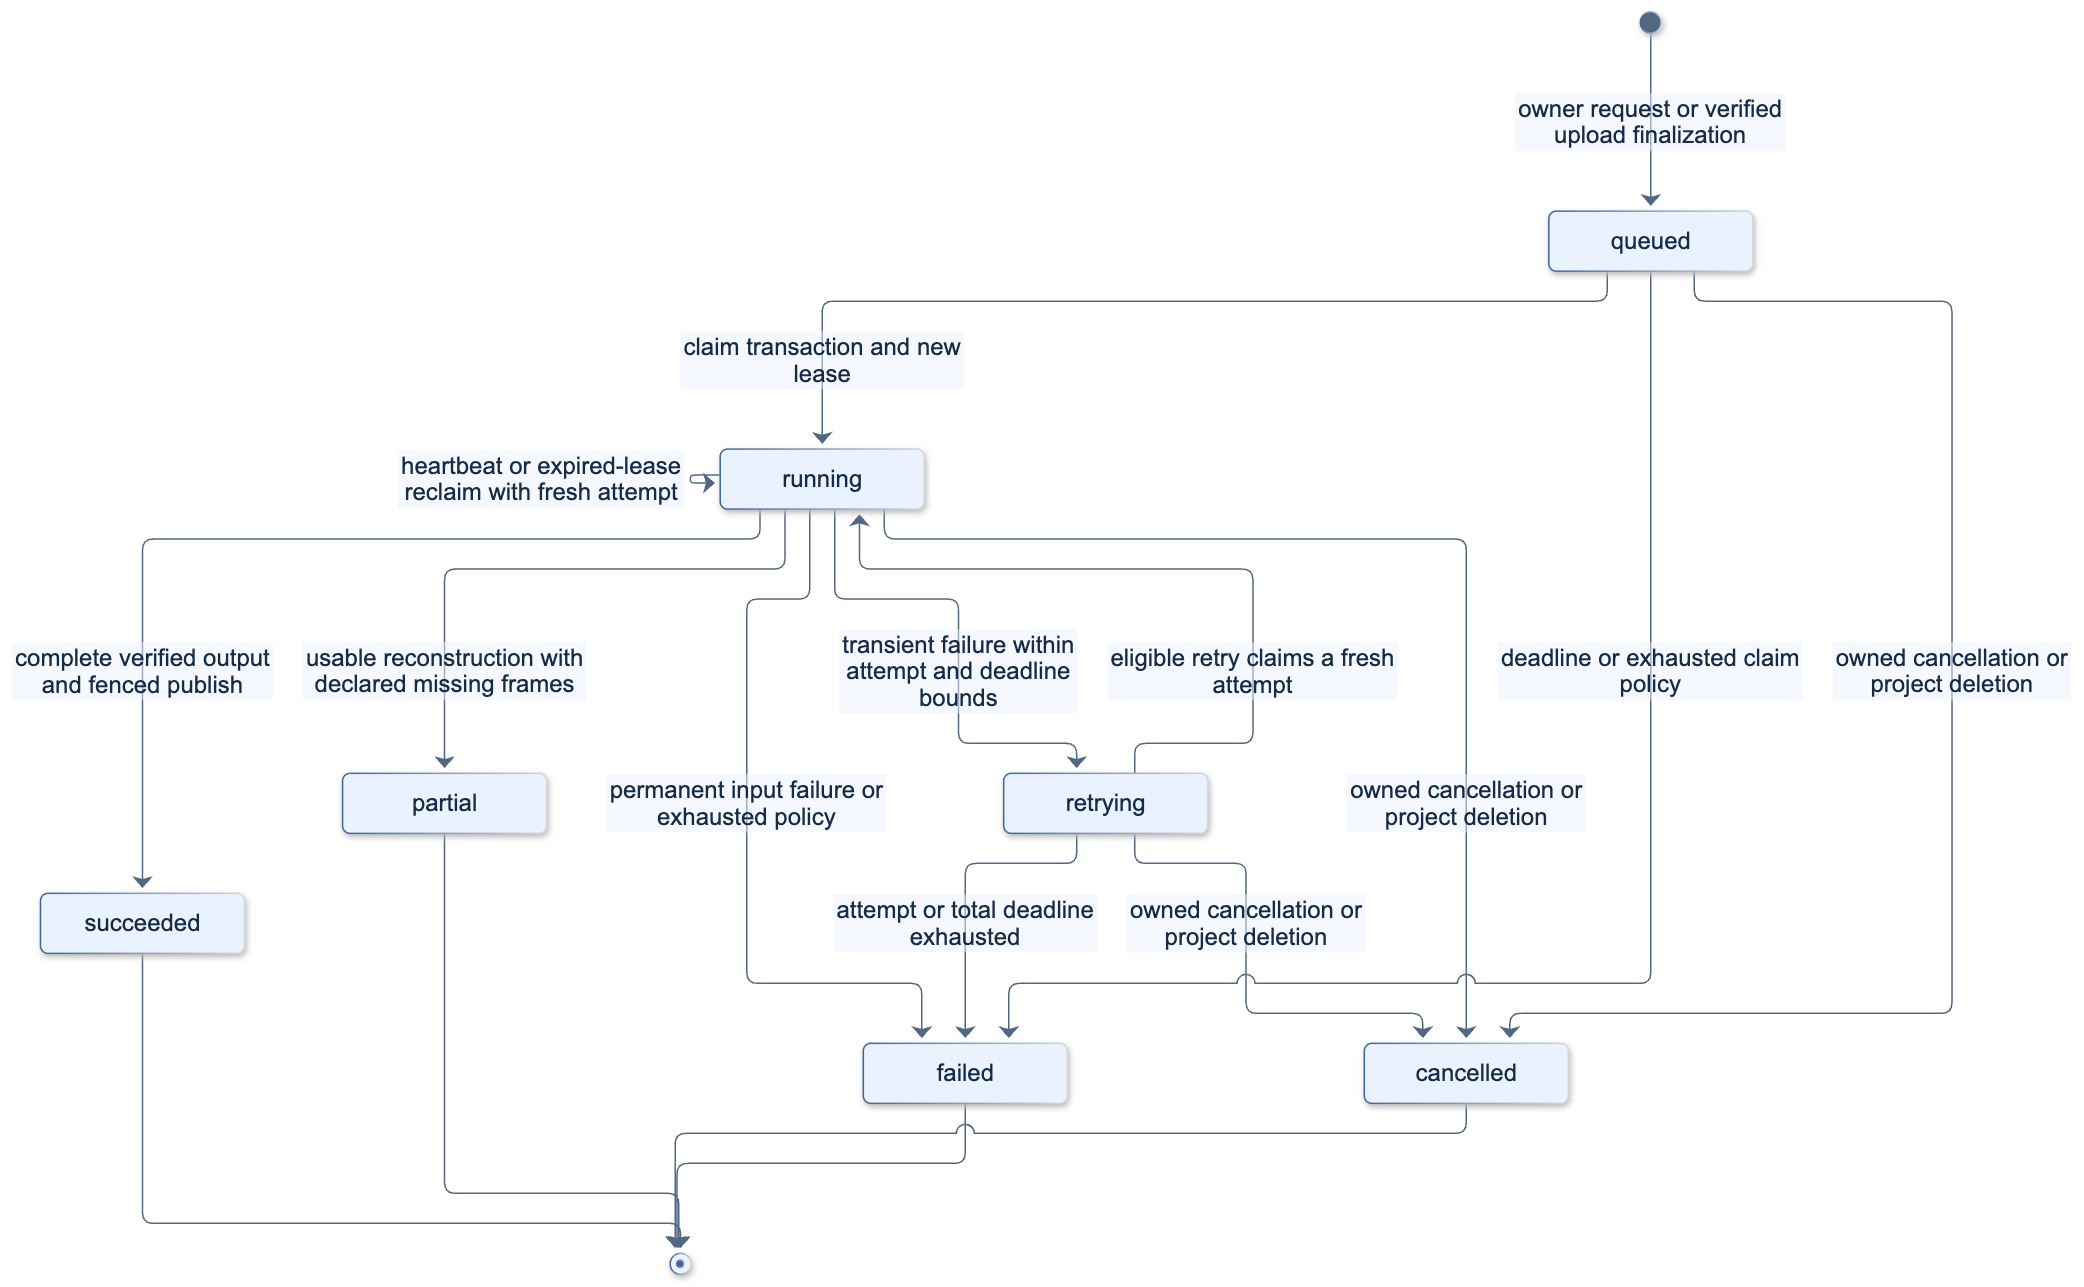 owner request or verified
upload finalization
queued
claim transaction and new
lease
heartbeat or expired-lease
reclaim with fresh attempt
running
complete verified output
and fenced publish
usable reconstruction with
declared missing frames
transient failure within
attempt and deadline
bounds
eligible retry claims a fresh
attempt
deadline or exhausted claim
policy
owned cancellation or
project deletion
partial
permanent input failure or
exhausted policy
retrying
owned cancellation or
project deletion
succeeded
attempt or total deadline
exhausted
owned cancellation or
project deletion
failed
cancelled